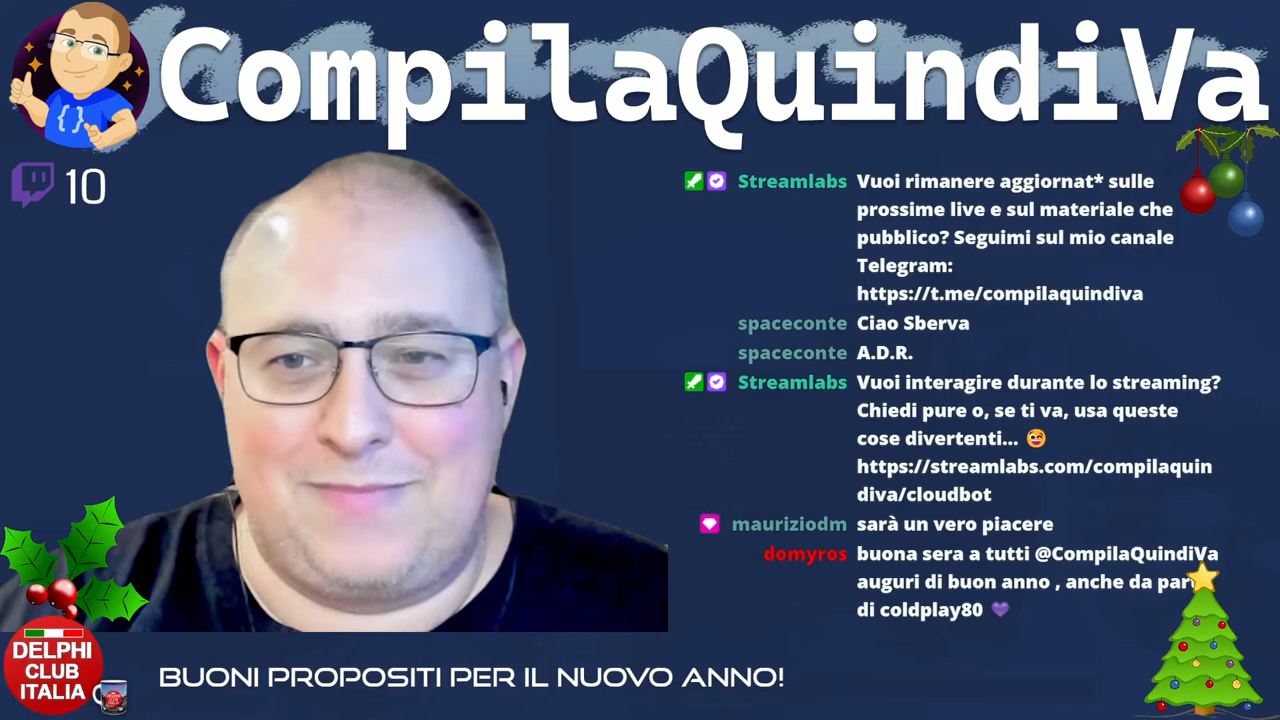 CompilaQuindiVa
{ }
10
Streamlabs Vuoi rimanere aggiornat* sulle
prossime live e sul materiale che
pubblico? Seguimi sul mio canale
Telegram:
https://t.me/compilaquindiva
spaceconte Ciao Sberva
spaceconte A.D.R.
Streamlabs Vuoi interagire durante lo streaming?
Chiedi pure o, se ti va, usa queste
cose divertenti... 
https://streamlabs.com/compilaquin
diva/cloudbot
mauriziodm sarà un vero piacere
domyros buona sera a tutti @CompilaQuindiVa
auguri di buon anno , anche da
di coldplay80 💜
DELPHI
CLUB
ITALIA
BUONI PROPOSITI PER IL NUOVO ANNO!